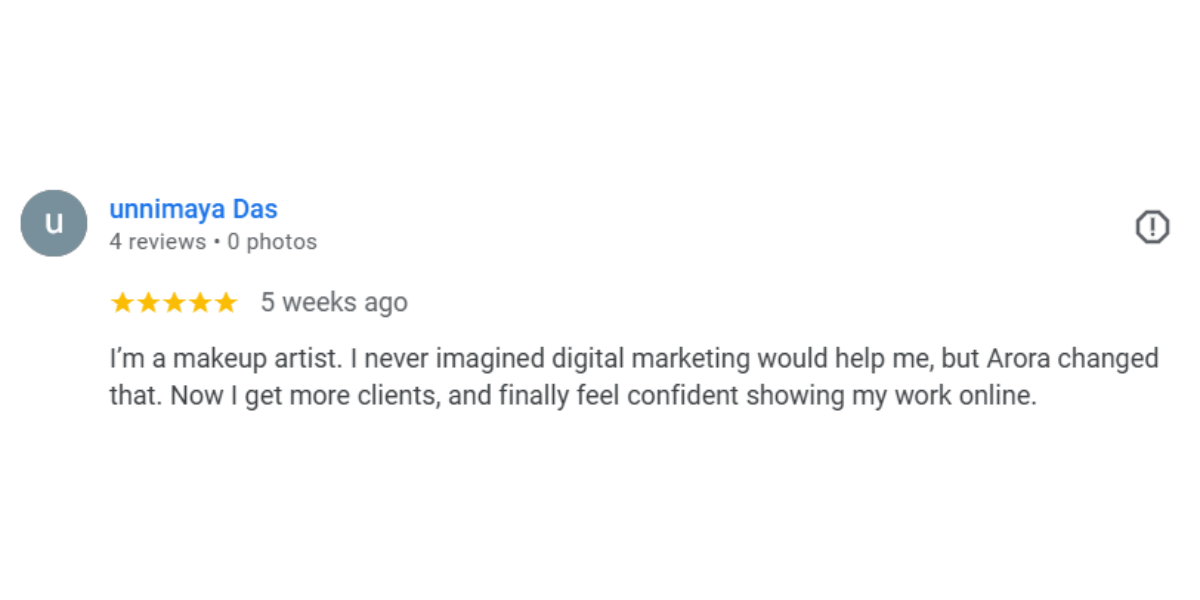 u
unnimaya Das
4 reviews • 0 photos
★★★★★ 5 weeks ago
I’m a makeup artist. I never imagined digital marketing would help me, but Arora changed
that. Now I get more clients, and finally feel confident showing my work online.